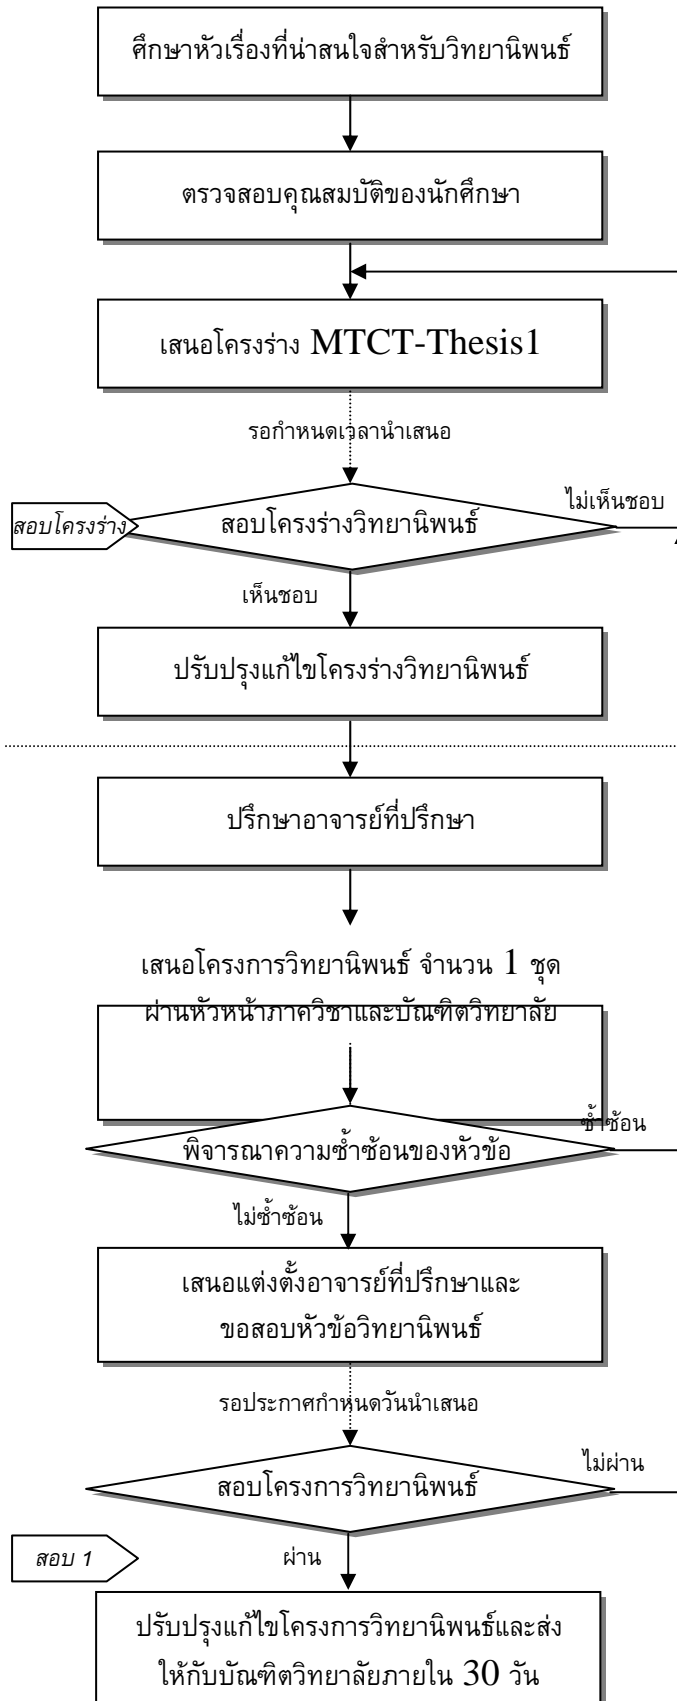 ศึกษาหัวเรื่องที่น่าสนใจสำหรับวิทยานิพนธ์
ตรวจสอบคุณสมบัติของนักศึกษา
เสนอโครงร่าง MTCT-Thesis1
รอกำหนดเวลานำเสนอ
ไม่เห็นชอบ
สอบโครงร่าง
สอบโครงร่างวิทยานิพนธ์
เห็นชอบ
ปรับปรุงแก้ไขโครงร่างวิทยานิพนธ์
ปรึกษาอาจารย์ที่ปรึกษา
เสนอโครงการวิทยานิพนธ์ จำนวน 1 ชุด
ผ่านหัวหน้าภาควิชาและบัณฑิตวิทยาลัย
ซ้ำซ้อน
พิจารณาความซ้ำซ้อนของหัวข้อ
ไม่ซ้ำซ้อน
เสนอแต่งตั้งอาจารย์ที่ปรึกษาและ
ขอสอบหัวข้อวิทยานิพนธ์
รอประกาศกำหนดวันนำเสนอ
ไม่ผ่าน
สอบโครงการวิทยานิพนธ์
สอบ 1
ผ่าน
ปรับปรุงแก้ไขโครงการวิทยานิพนธ์และส่ง
ให้กับบัณฑิตวิทยาลัยภายใน 30 วัน